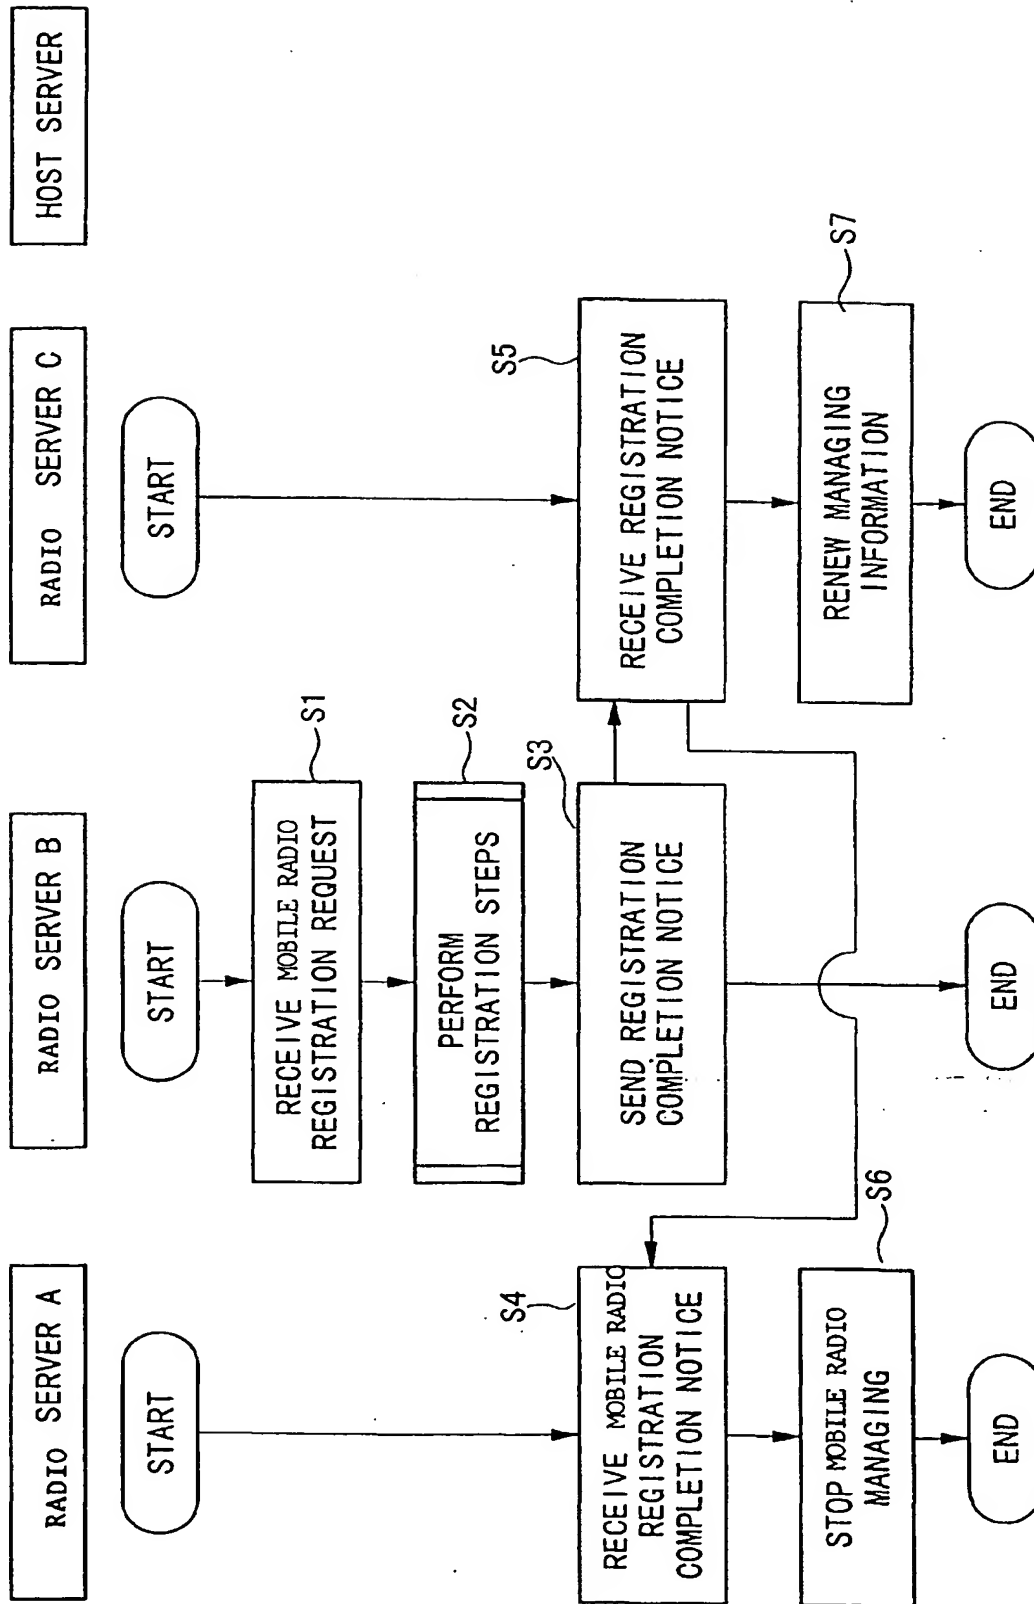 RADIO SERVER A
RADIO SERVER B
RADIO SERVER C
HOST SERVER
START
START
START
RECEIVE MOBILE RADIO
REGISTRATION REQUEST
S1
PERFORM
REGISTRATION STEPS
S2
RECEIVE MOBILE RADIO
REGISTRATION
COMPLETION NOTICE
S4
SEND REGISTRATION
COMPLETION NOTICE
S3
RECEIVE REGISTRATION
COMPLETION NOTICE
S5
STOP MOBILE RADIO
MANAGING
S6
RENEW MANAGING
INFORMATION
S7
END
END
END